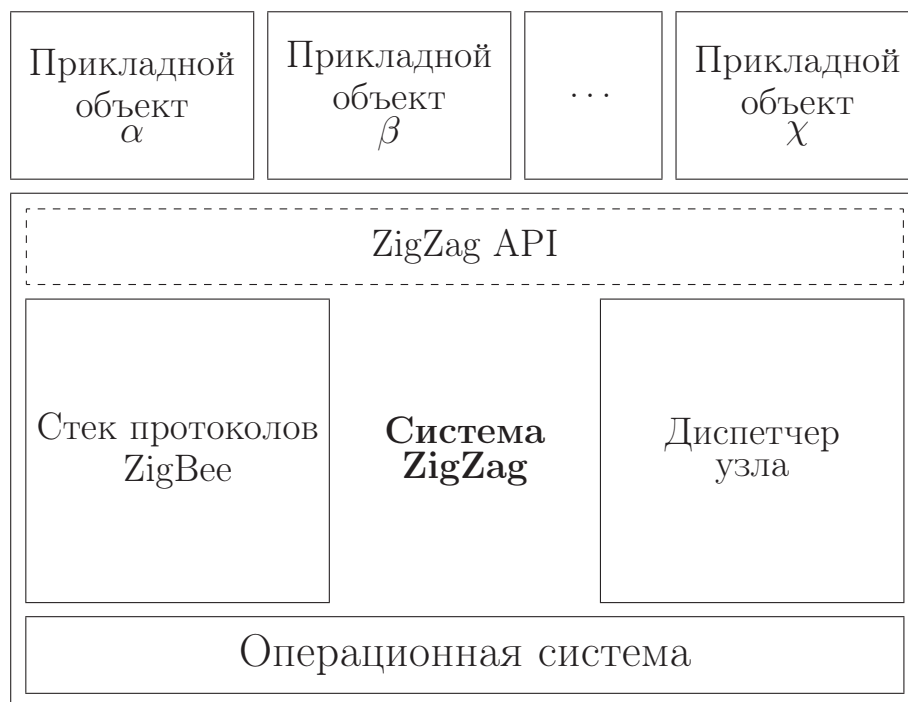 Прикладной
объект
α
Прикладной
объект
β
. . .
Прикладной
объект
χ
ZigZag API
Стек протоколов
ZigBee
Система
ZigZag
Диспетчер
узла
Операционная система